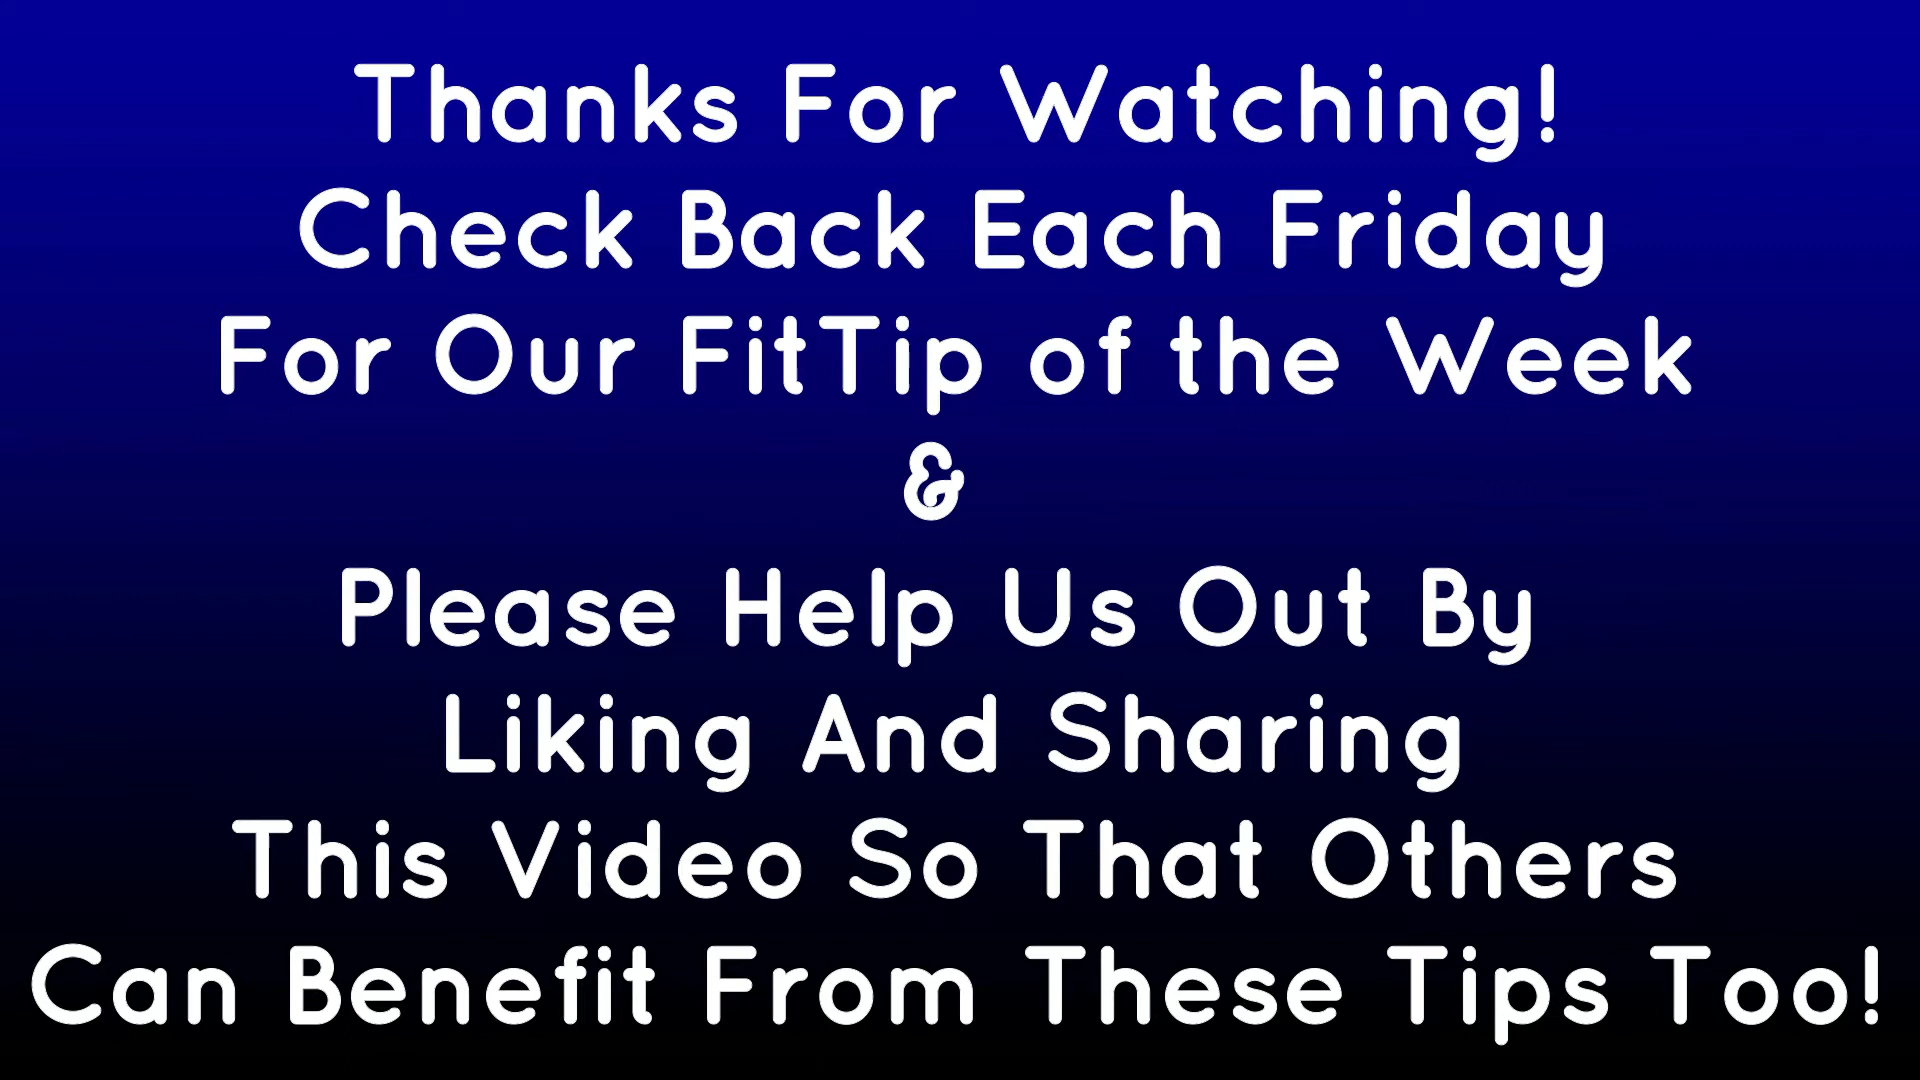 Thanks For Watching!
Check Back Each Friday
For Our FitTip of the Week
&
Please Help Us Out By
Liking And Sharing
This Video So That Others
Can Benefit From These Tips Too!